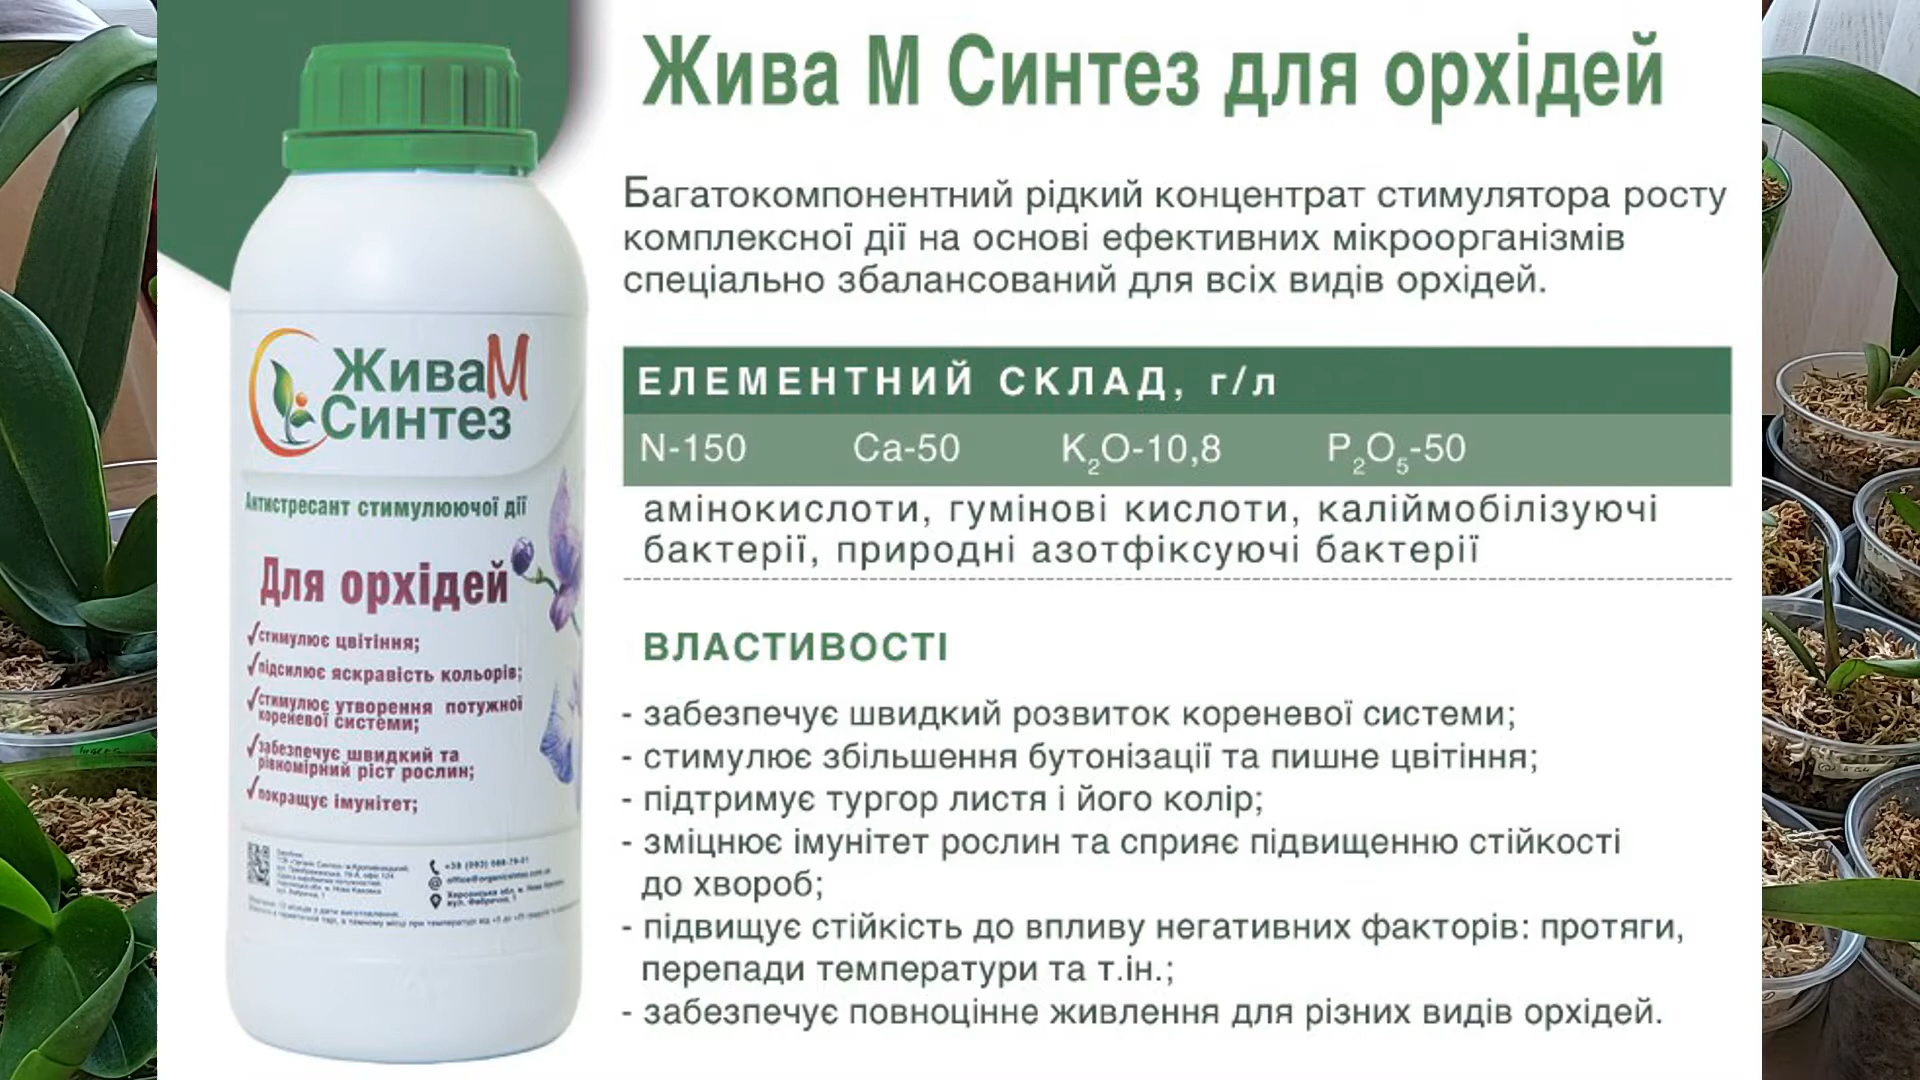 Жива М Синтез для орхідей
Багатокомпонентний рідкий концентрат стимулятора росту
комплексної дії на основі ефективних мікроорганізмів
спеціально збалансований для всіх видів орхідей.
ЕЛЕМЕНТНИЙ СКЛАД, г/л
N-150 Ca-50 K₂O-10,8 P₂O₅-50
амінокислоти, гумінові кислоти, каліймобілізуючі
бактерії, природні азотфіксуючі бактерії
ВЛАСТИВОСТІ
- забезпечує швидкий розвиток кореневої системи;
- стимулює збільшення бутонізації та пишне цвітіння;
- підтримує тургор листя і його колір;
- зміцнює імунітет рослин та сприяє підвищенню стійкості
до хвороб;
- підвищує стійкість до впливу негативних факторів: протяги,
перепади температури та т.ін.;
- забезпечує повноцінне живлення для різних видів орхідей.
ЖиваМ
Синтез
Антистресант стимулюючої дії
Для орхідей
✓стимулює цвітіння;
✓підсилює яскравість кольорів;
✓стимулює утворення потужної
кореневої системи;
✓забезпечує швидкий та
рівномірний ріст рослин;
✓покращує імунітет;